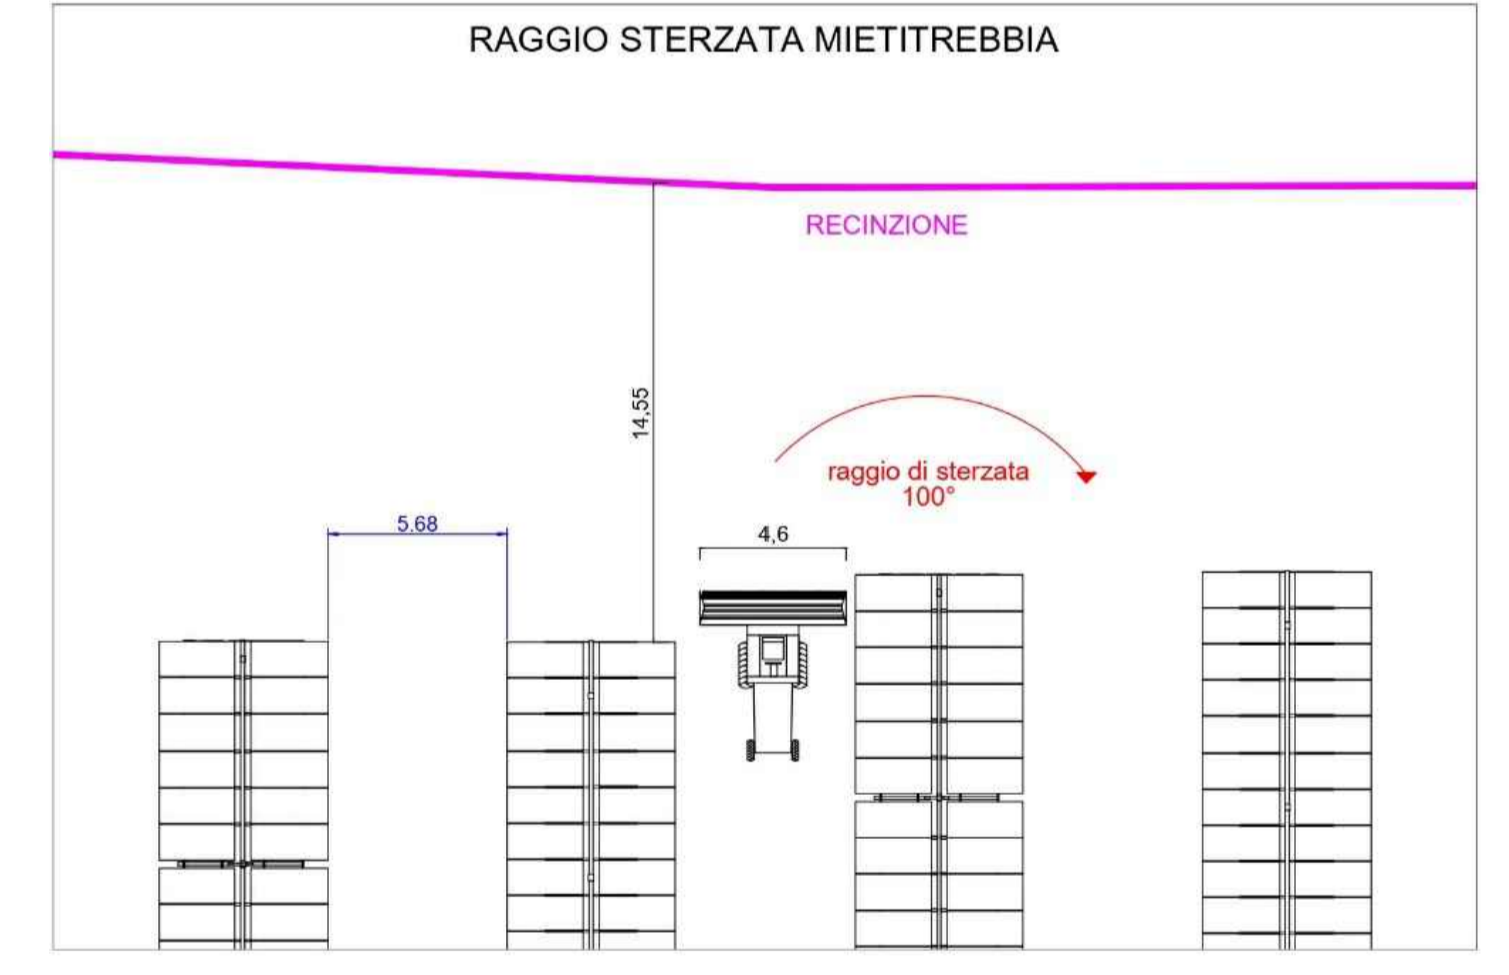 RAGGIO STERZATA MIETITREBBIA
RECINZIONE
14,55
raggio di sterzata
100°
5.68
4,6